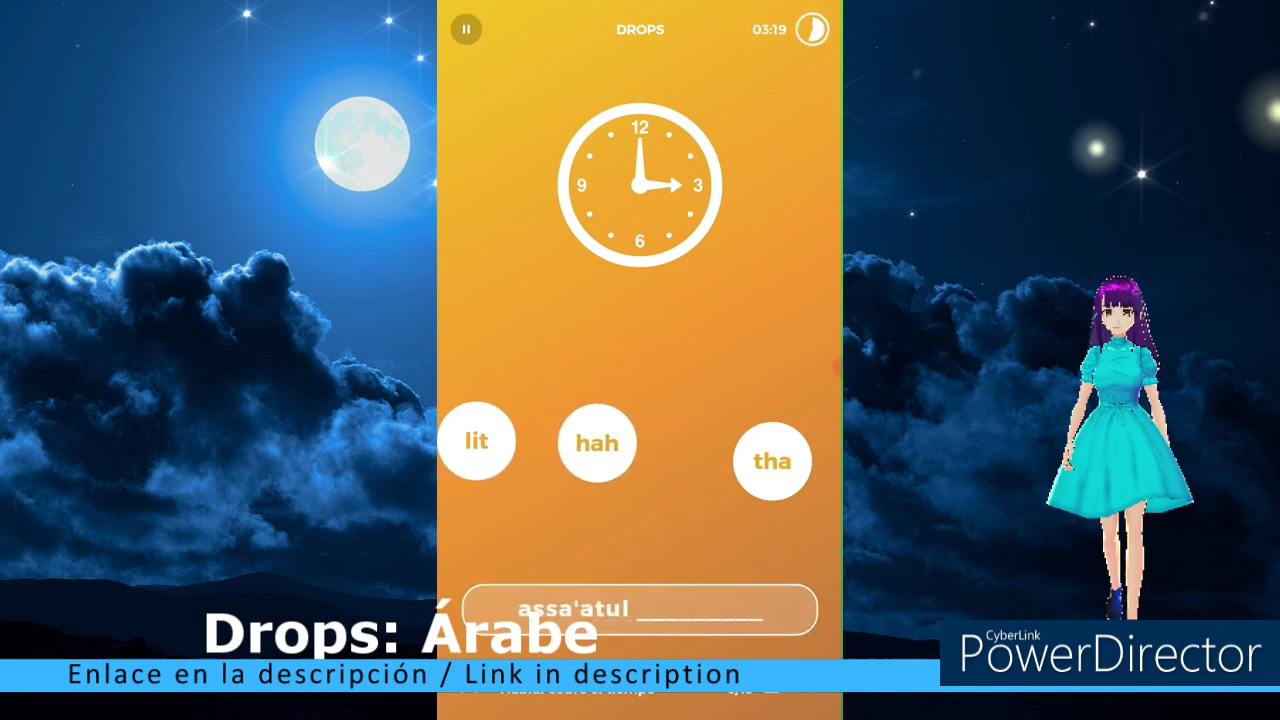 DROPS
03:19
12
9
3
6
lit
hah
tha
assa'atul _________
Drops: Árabe
Enlace en la descripción / Link in description
CyberLink
PowerDirector